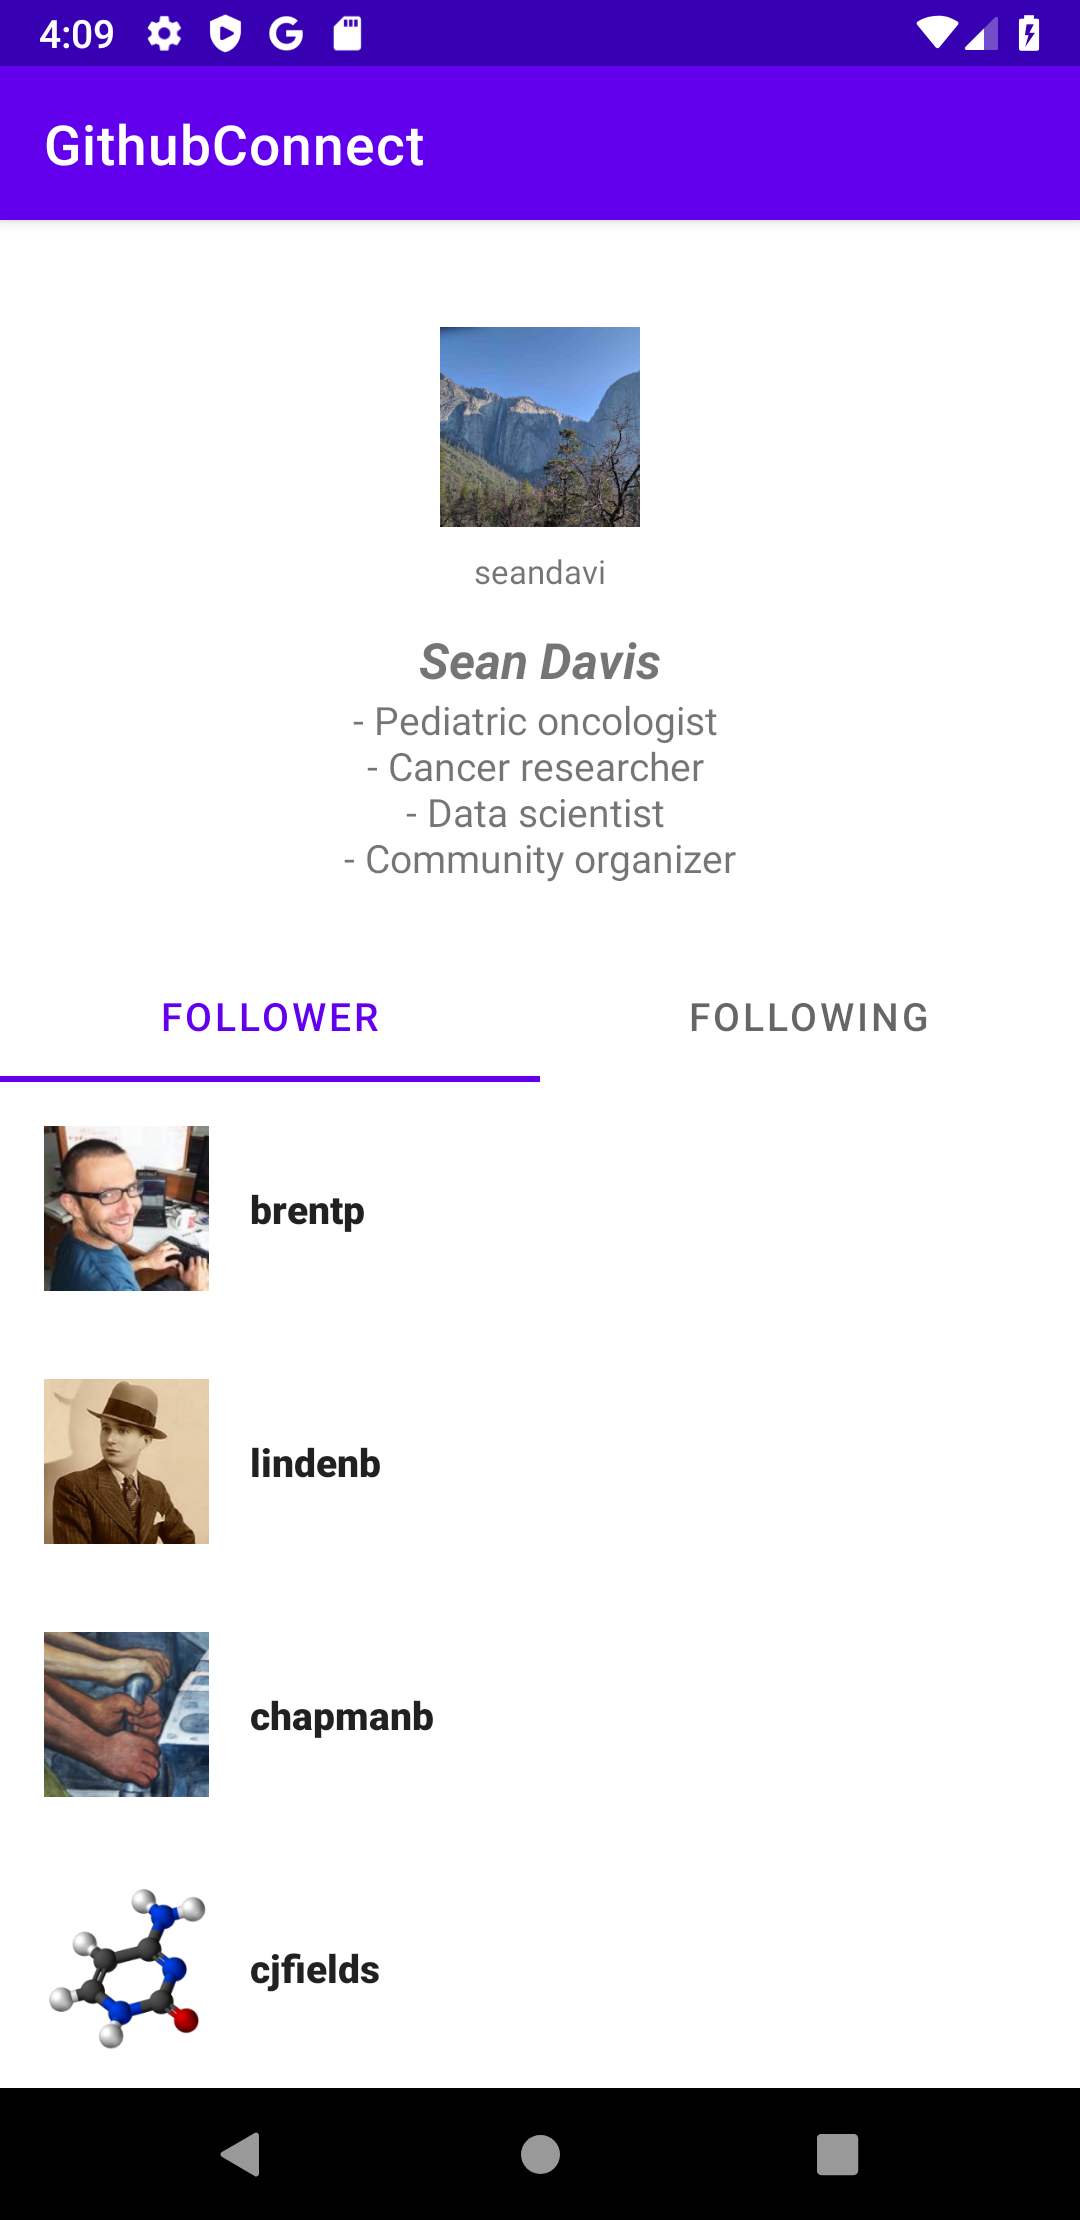 4:09
GithubConnect
seandavi
Sean Davis
- Pediatric oncologist
- Cancer researcher
- Data scientist
- Community organizer
FOLLOWER
FOLLOWING
brentp
lindenb
chapmanb
cjfields